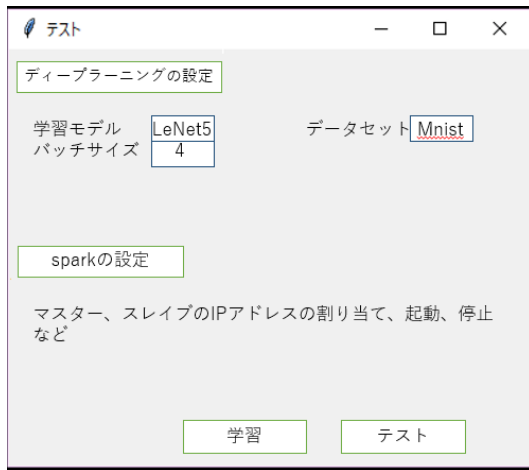 テスト
ディープラーニングの設定
学習モデル LeNet5 データセット Mnist
バッチサイズ 4
sparkの設定
マスター、スレイブのIPアドレスの割り当て、起動、停止
など
学習 テスト